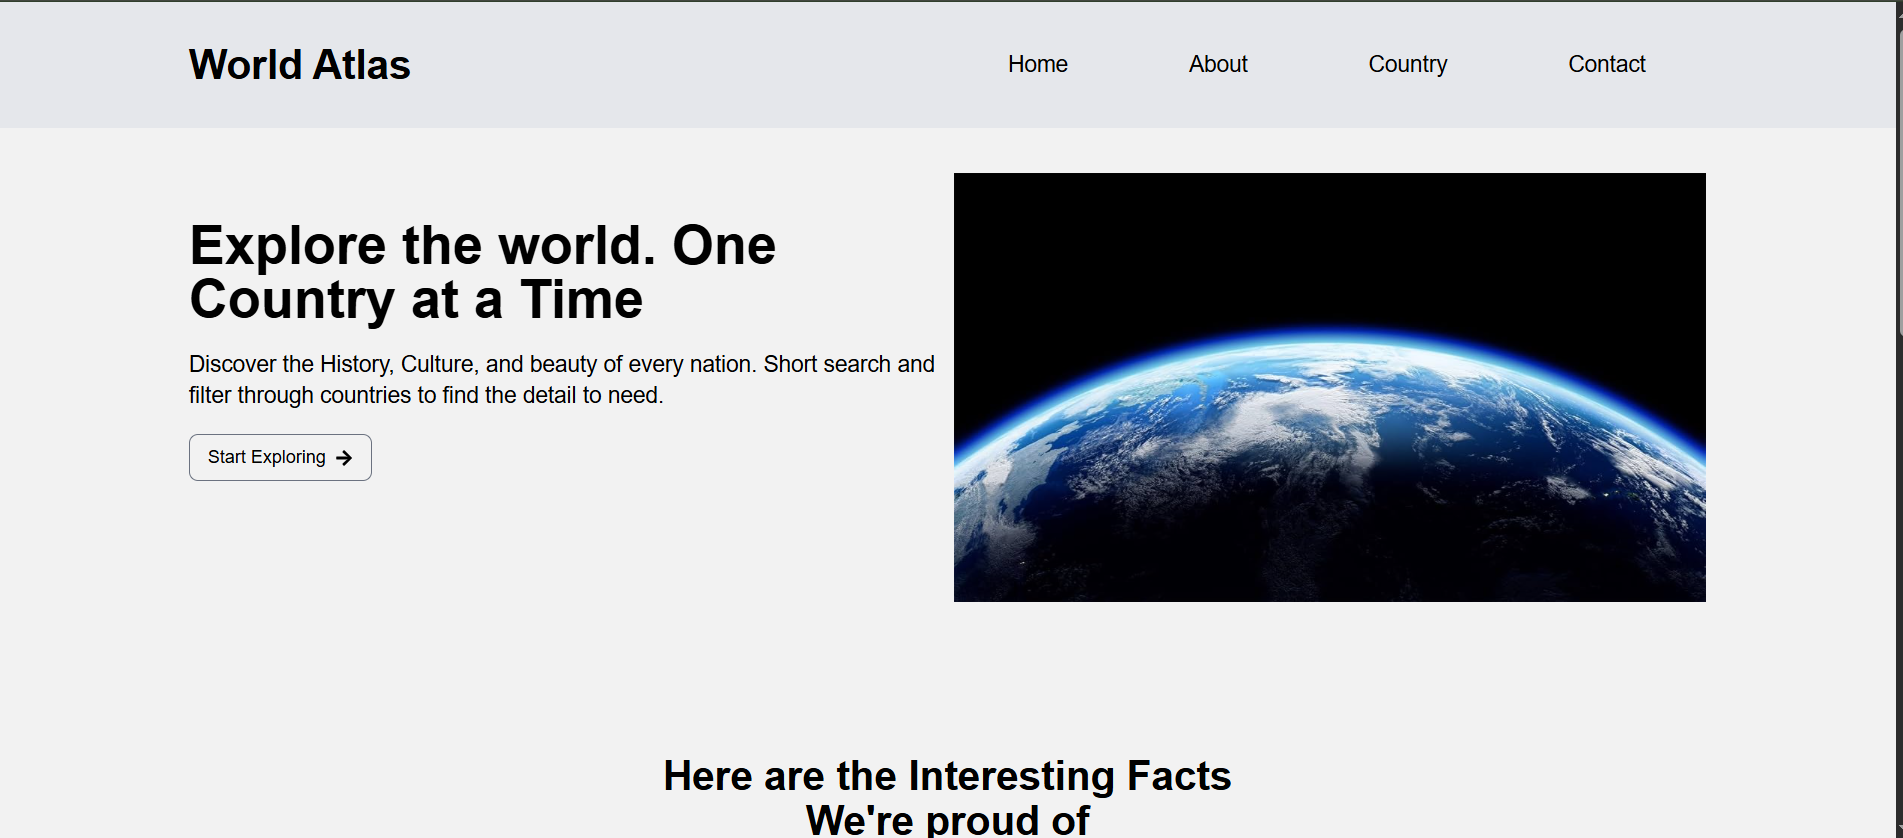 World Atlas
Home About Country Contact
Explore the world. One
Country at a Time
Discover the History, Culture, and beauty of every nation. Short search and
filter through countries to find the detail to need.
Start Exploring
Here are the Interesting Facts
We're proud of